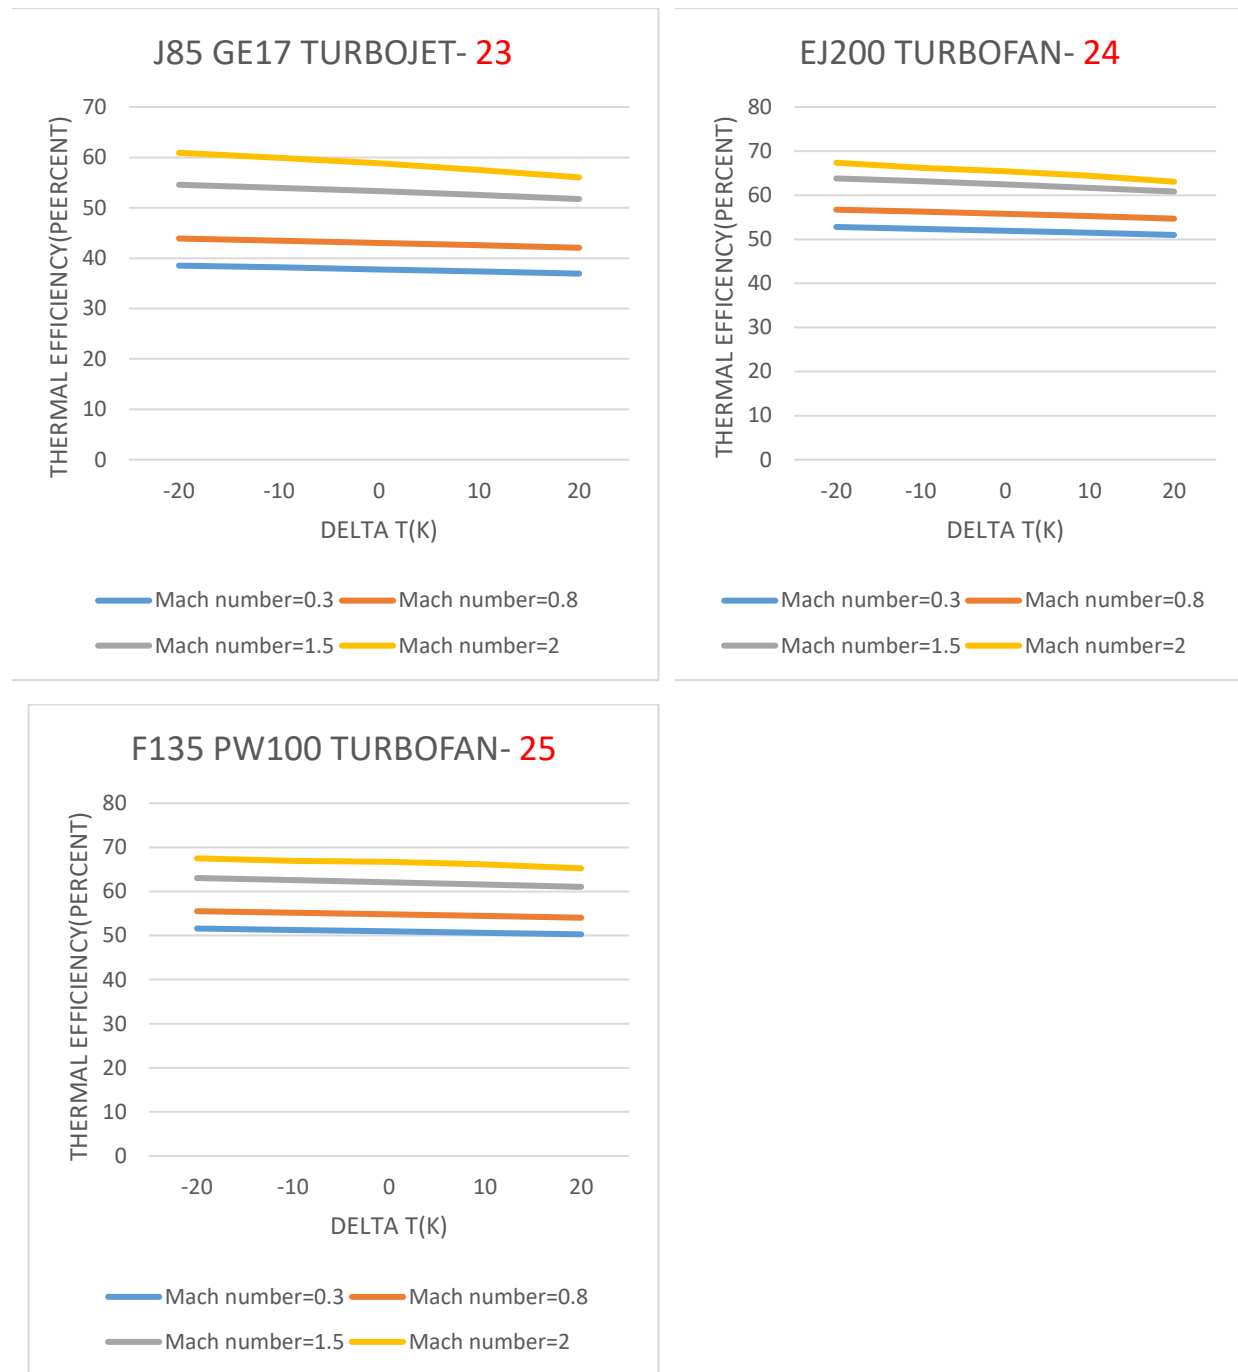 J85 GE17 TURBOJET- 23
THERMAL EFFICIENCY(PEERCENT)
70
60
50
40
30
20
10
0
-20 -10 0 10 20
DELTA T(K)
Mach number=0.3 Mach number=0.8
Mach number=1.5 Mach number=2
EJ200 TURBOFAN- 24
THERMAL EFFICENCY(PERCENT)
80
70
60
50
40
30
20
10
0
-20 -10 0 10 20
DELTA T(K)
Mach number=0.3 Mach number=0.8
Mach number=1.5 Mach number=2
F135 PW100 TURBOFAN- 25
THERMAL EFFICIENCY(PERCENT)
80
70
60
50
40
30
20
10
0
-20 -10 0 10 20
DELTA T(K)
Mach number=0.3 Mach number=0.8
Mach number=1.5 Mach number=2